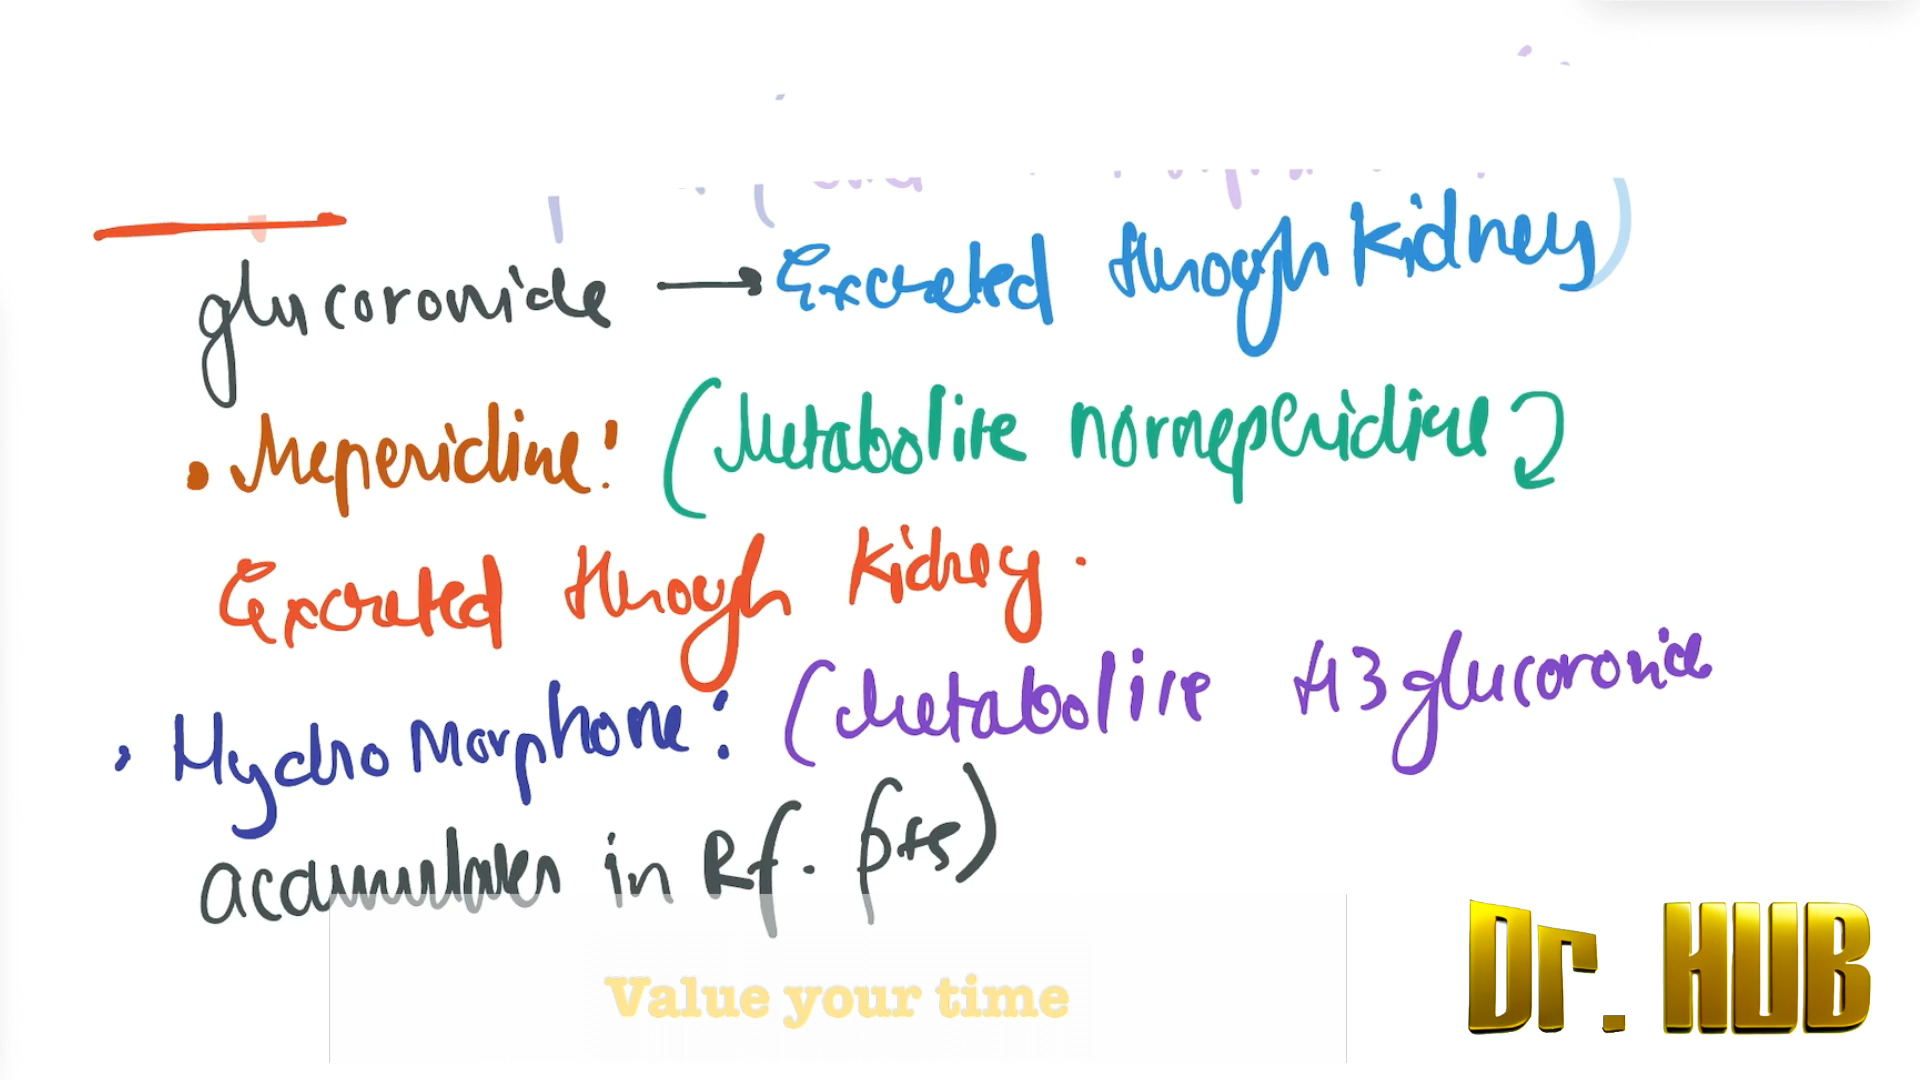 glucoronide → Excreted through kidney)
• Meperidine: (Metabolite normeperidine
Excreted through kidney.
• Hydromorphone: (Metabolite H3 glucoronide
accumulates in Rf. pts)
Value your time
Dr. HUB